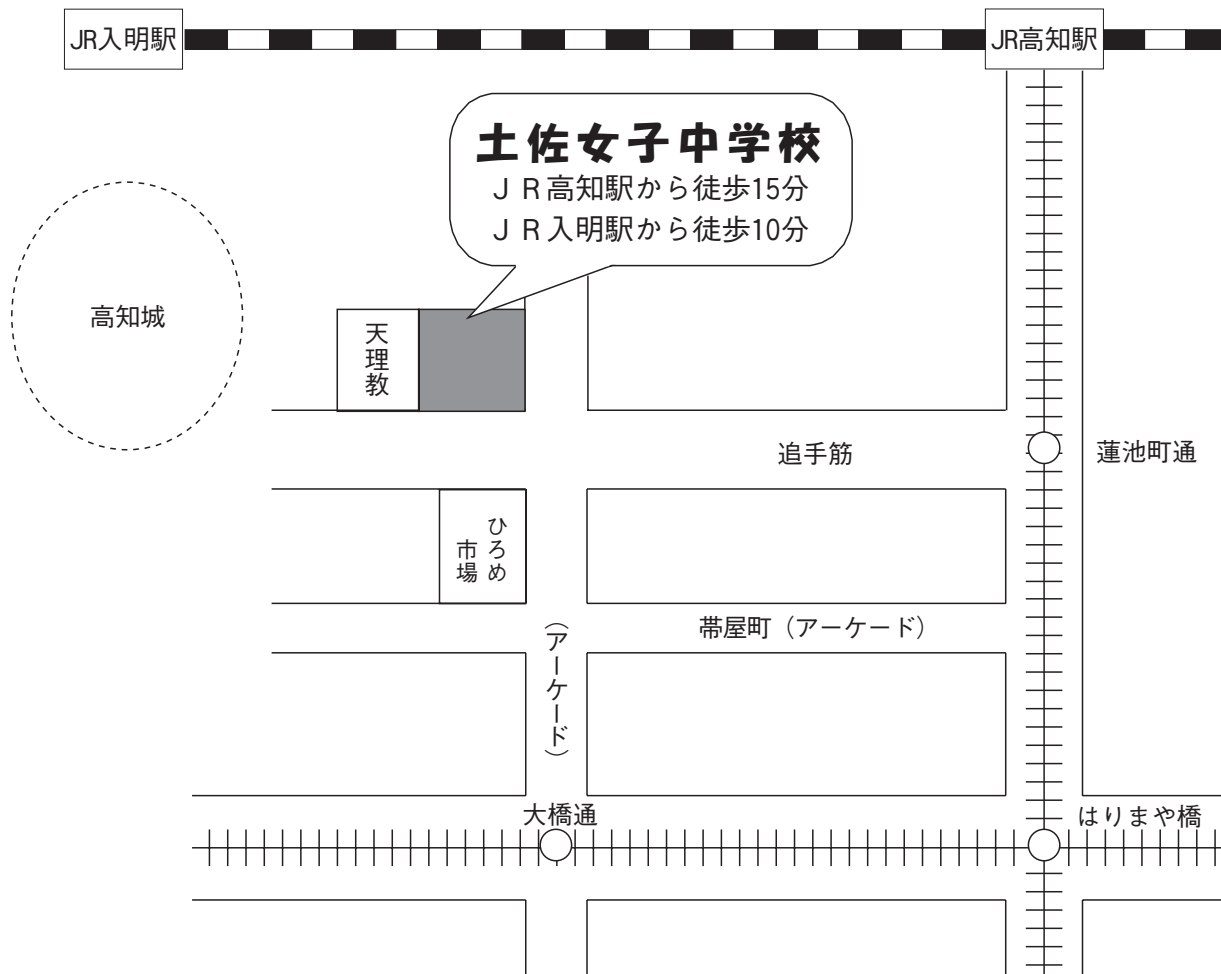 JR入明駅
JR高知駅
土佐女子中学校
ＪＲ高知駅から徒歩15分
ＪＲ入明駅から徒歩10分
高知城
天理教
追手筋
蓮池町通
ひろめ
市場
帯屋町（アーケード）
（アーケード）
大橋通
はりまや橋